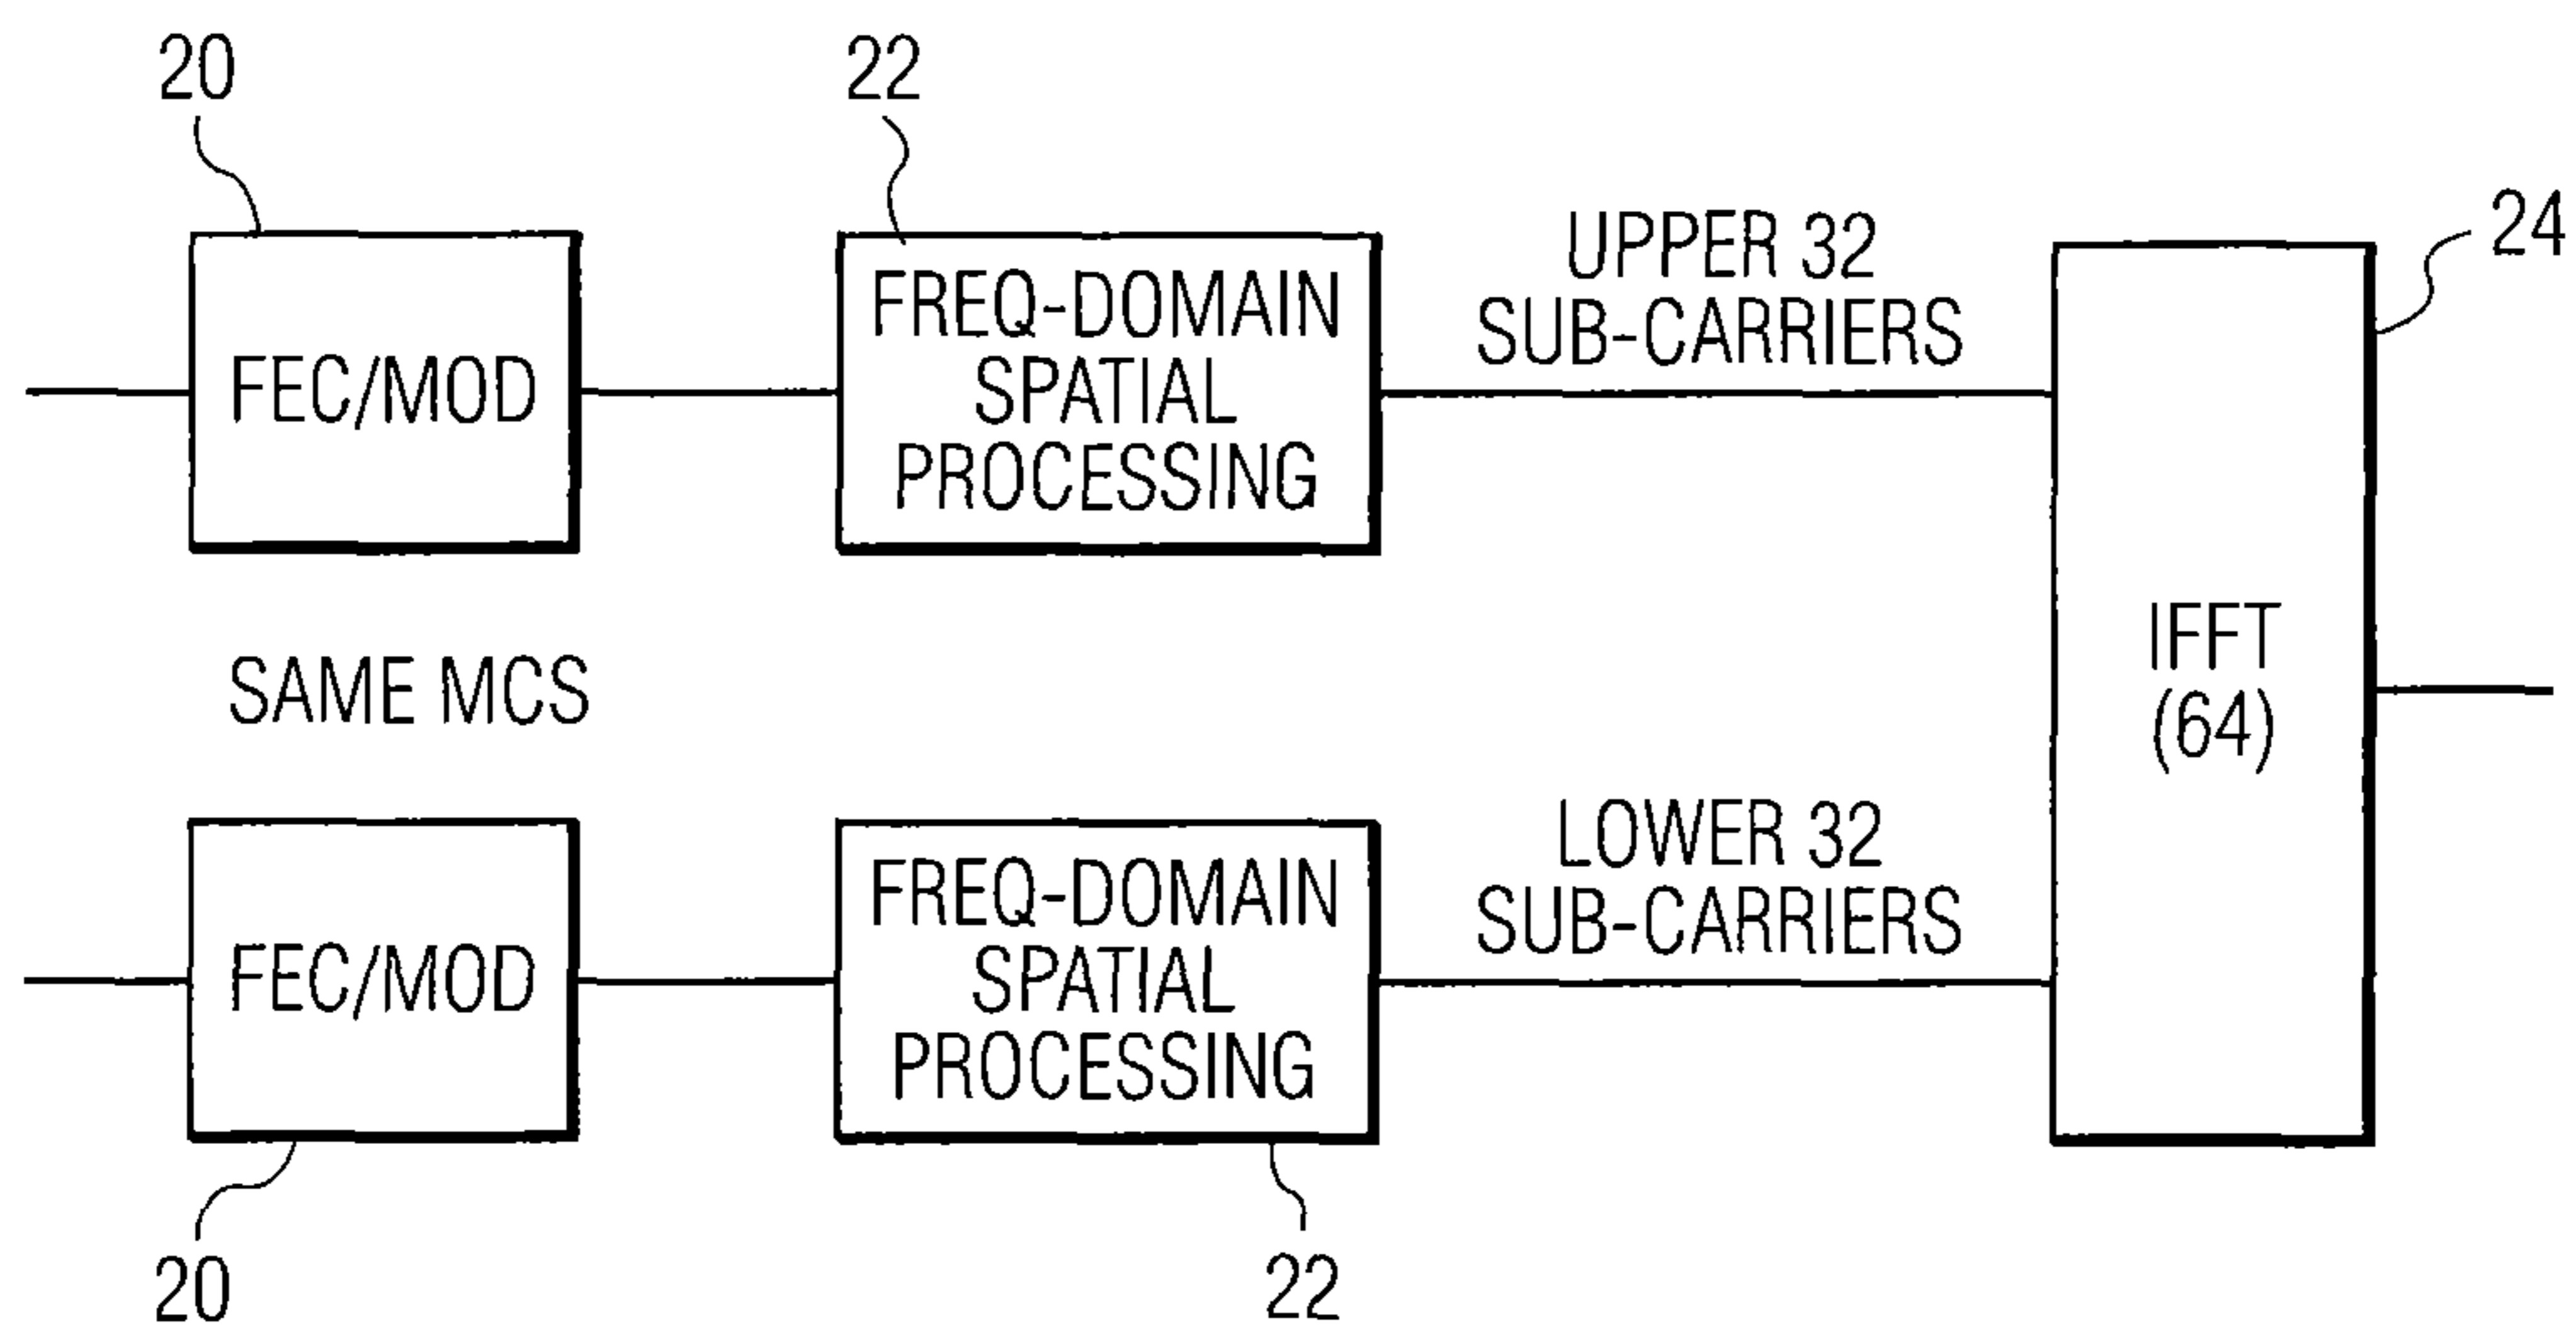 20
22
24
FEC/MOD
FREQ-DOMAIN
SPATIAL
PROCESSING
UPPER 32
SUB-CARRIERS
SAME MCS
IFFT
(64)
FEC/MOD
FREQ-DOMAIN
SPATIAL
PROCESSING
LOWER 32
SUB-CARRIERS
20
22